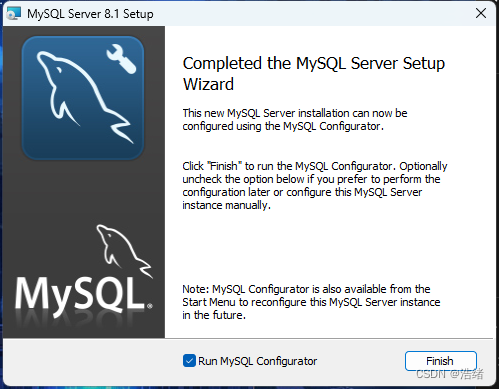 MySQL Server 8.1 Setup
Completed the MySQL Server Setup
Wizard
This new MySQL Server installation can now be
configured using the MySQL Configurator.
Click "Finish" to run the MySQL Configurator. Optionally
uncheck the option below if you prefer to perform the
configuration later or configure this MySQL Server
instance manually.
MySQL®
Note: MySQL Configurator is also available from the
Start Menu to reconfigure this MySQL Server instance
in the future.
Run MySQL Configurator
Finish
CSDN @浩绪